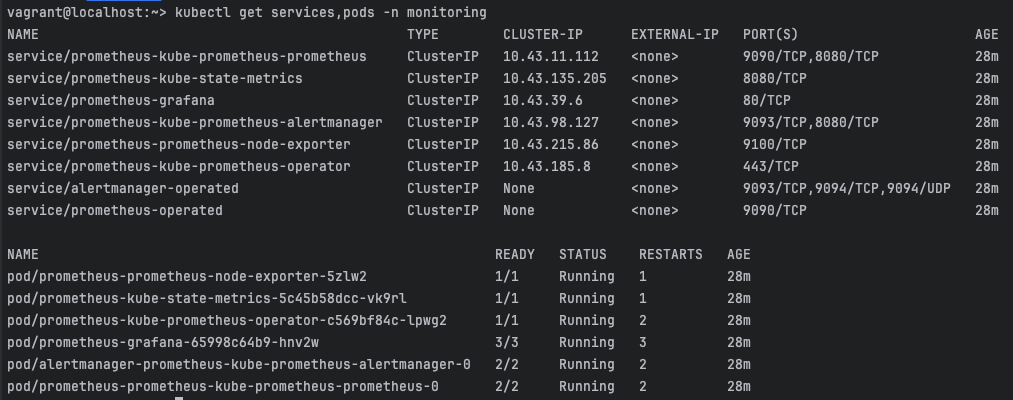 vagrant@localhost:~> kubectl get services,pods -n monitoring
NAME TYPE CLUSTER-IP EXTERNAL-IP PORT(S) AGE
service/prometheus-kube-prometheus-prometheus ClusterIP 10.43.11.112 <none> 9090/TCP,8080/TCP 28m
service/prometheus-kube-state-metrics ClusterIP 10.43.135.205 <none> 8080/TCP 28m
service/prometheus-grafana ClusterIP 10.43.39.6 <none> 80/TCP 28m
service/prometheus-kube-prometheus-alertmanager ClusterIP 10.43.98.127 <none> 9093/TCP,8080/TCP 28m
service/prometheus-prometheus-node-exporter ClusterIP 10.43.215.86 <none> 9100/TCP 28m
service/prometheus-kube-prometheus-operator ClusterIP 10.43.185.8 <none> 443/TCP 28m
service/alertmanager-operated ClusterIP None <none> 9093/TCP,9094/TCP,9094/UDP 28m
service/prometheus-operated ClusterIP None <none> 9090/TCP 28m
NAME READY STATUS RESTARTS AGE
pod/prometheus-prometheus-node-exporter-5zlw2 1/1 Running 1 28m
pod/prometheus-kube-state-metrics-5c45b58dcc-vk9rl 1/1 Running 1 28m
pod/prometheus-kube-prometheus-operator-c569bf84c-lpwg2 1/1 Running 2 28m
pod/prometheus-grafana-65998c64b9-hnv2w 3/3 Running 3 28m
pod/alertmanager-prometheus-kube-prometheus-alertmanager-0 2/2 Running 2 28m
pod/prometheus-prometheus-kube-prometheus-prometheus-0 2/2 Running 2 28m